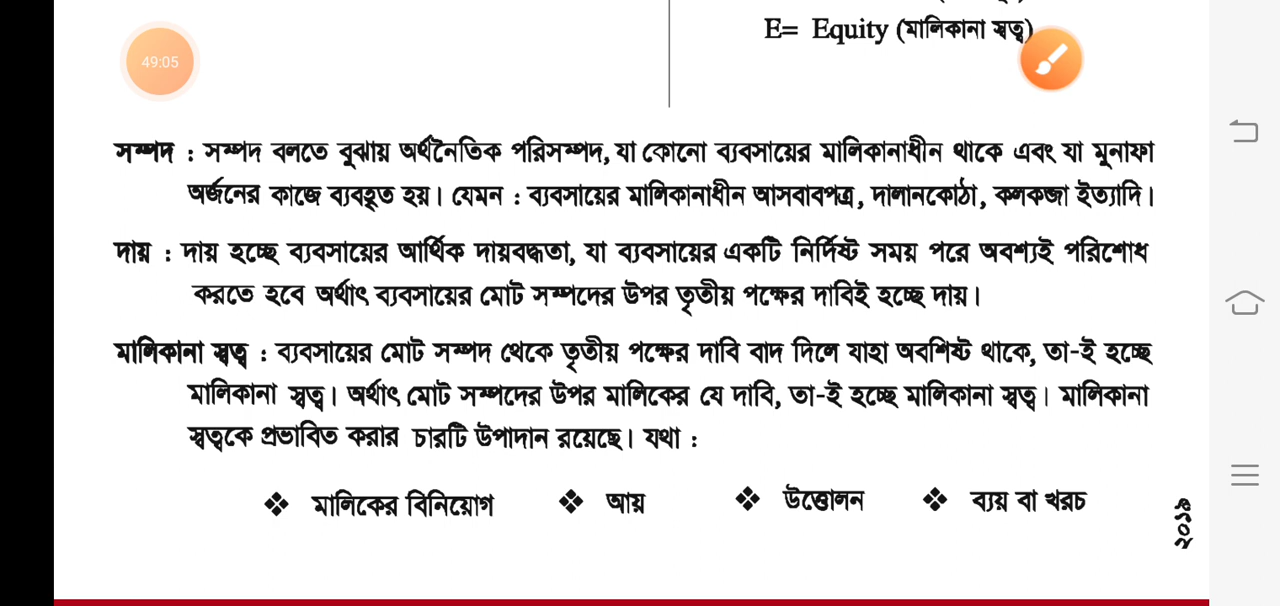 E= Equity (মালিকানা স্বত্ব)
49:05
সম্পদ : সম্পদ বলতে বুঝায় অর্থনৈতিক পরিসম্পদ, যা কোনো ব্যবসায়ের মালিকানাধীন থাকে এবং যা মুনাফা
অর্জনের কাজে ব্যবহৃত হয়। যেমন : ব্যবসায়ের মালিকানাধীন আসবাবপত্র, দালানকোঠা, কলকব্জা ইত্যাদি।
দায় : দায় হচ্ছে ব্যবসায়ের আর্থিক দায়বদ্ধতা, যা ব্যবসায়ের একটি নির্দিষ্ট সময় পরে অবশ্যই পরিশোধ
করতে হবে অর্থাৎ ব্যবসায়ের মোট সম্পদের উপর তৃতীয় পক্ষের দাবিই হচ্ছে দায়।
মালিকানা স্বত্ব : ব্যবসায়ের মোট সম্পদ থেকে তৃতীয় পক্ষের দাবি বাদ দিলে যাহা অবশিষ্ট থাকে, তা-ই হচ্ছে
মালিকানা স্বত্ব। অর্থাৎ মোট সম্পদের উপর মালিকের যে দাবি, তা-ই হচ্ছে মালিকানা স্বত্ব। মালিকানা
স্বত্বকে প্রভাবিত করার চারটি উপাদান রয়েছে। যথা :
❖ মালিকের বিনিয়োগ ❖ আয় ❖ উত্তোলন ❖ ব্যয় বা খরচ
২০১৯